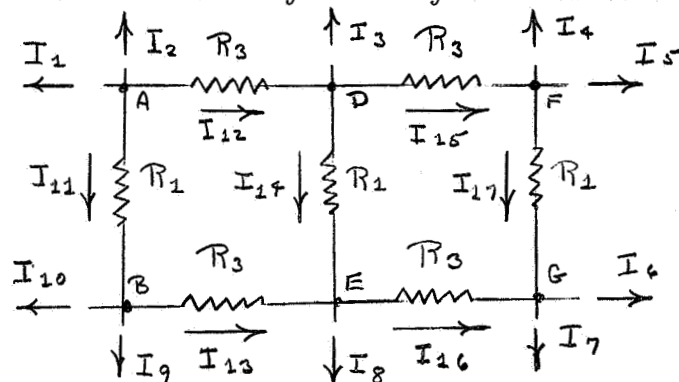 I2 R3 I3 R3 I4
I1 I5
A D F
I12 I15
I11 R1 I14 R1 I17 R1
I10 B R3 E R3 G I6
I9 I13 I8 I16 I7